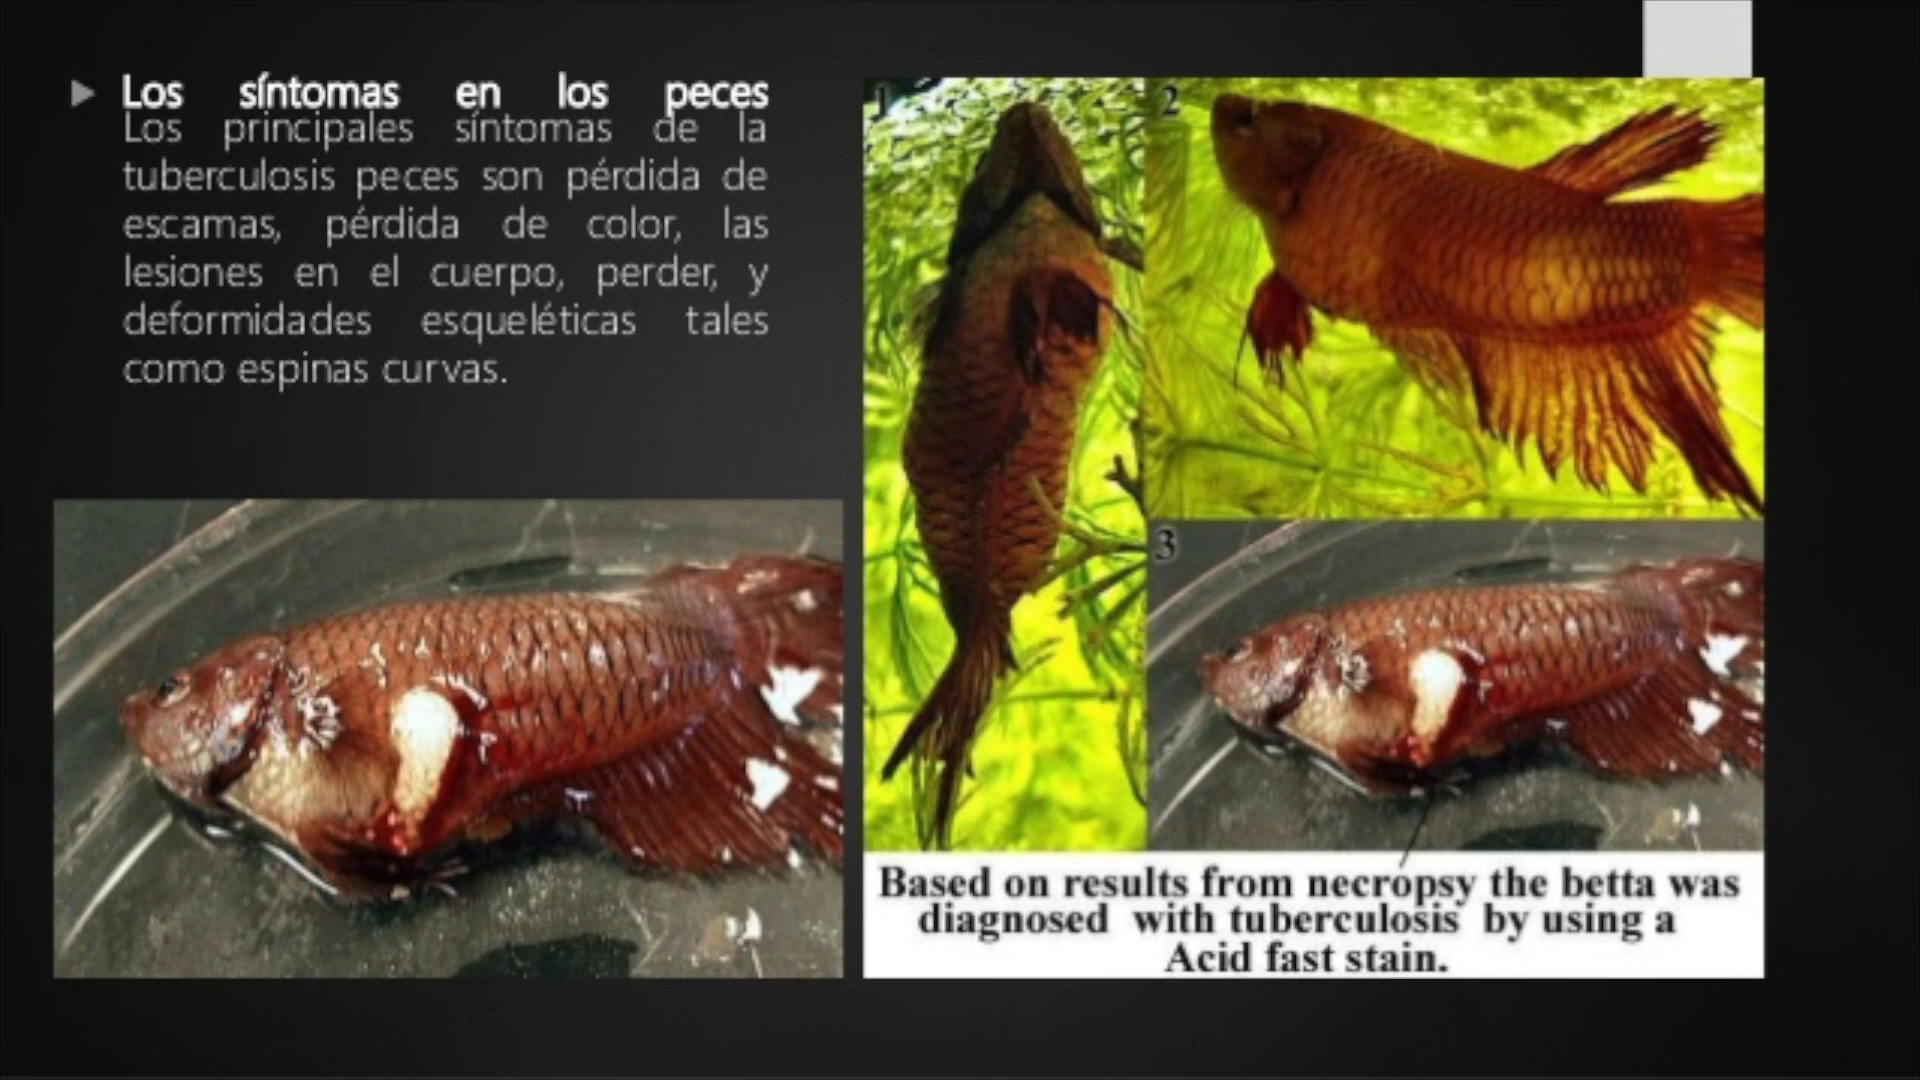 Los síntomas en los peces
Los principales síntomas de la
tuberculosis peces son pérdida de
escamas, pérdida de color, las
lesiones en el cuerpo, perder, y
deformidades esqueléticas tales
como espinas curvas.
1
2
3
Based on results from necropsy the betta was
diagnosed with tuberculosis by using a
Acid fast stain.